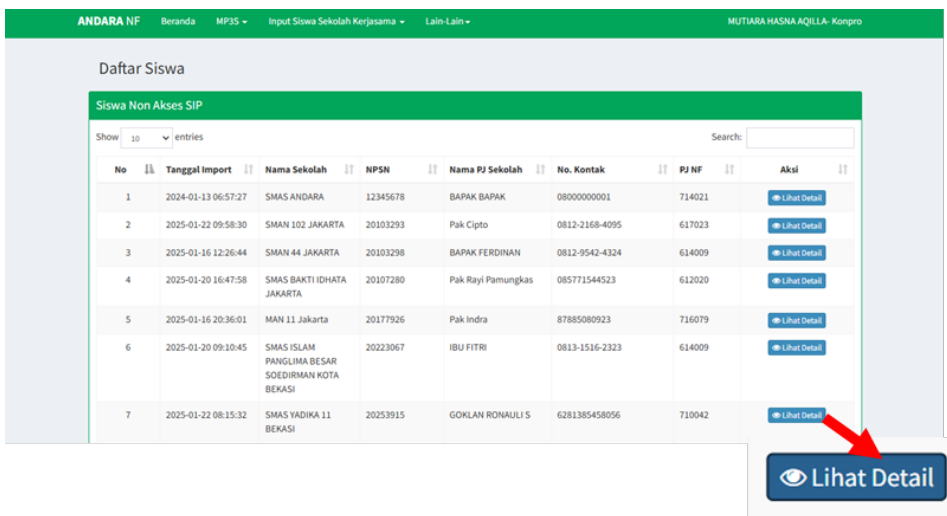 ANDARA NF Beranda MP3S Input Siswa Sekolah Kerjasama Lain-Lain MUTIARA HASNA AQILLA- Konpro
Daftar Siswa
Siswa Non Akses SIP
Show 10 entries Search:
No Tanggal Import Nama Sekolah NPSN Nama PJ Sekolah No. Kontak PJ NF Aksi
1 2024-01-13 06:57:27 SMAS ANDARA 12345678 BAPAK BAPAK 08000000001 714021 Lihat Detail
2 2025-01-22 09:58:30 SMAN 102 JAKARTA 20103293 Pak Cipto 0812-2168-4095 617023 Lihat Detail
3 2025-01-16 12:26:44 SMAN 44 JAKARTA 20103298 BAPAK FERDINAN 0812-9542-4324 614009 Lihat Detail
4 2025-01-20 16:47:58 SMAS BAKTI IDHATA 20107280 Pak Rayi Pamungkas 085771544523 612020 Lihat Detail
JAKARTA
5 2025-01-16 20:36:01 MAN 11 Jakarta 20177926 Pak Indra 87885080923 716079 Lihat Detail
6 2025-01-20 09:10:45 SMAS ISLAM 20223067 IBU FITRI 0813-1516-2323 614009 Lihat Detail
PANGLIMA BESAR
SOEDIRMAN KOTA
BEKASI
7 2025-01-22 08:15:32 SMAS YADIKA 11 20253915 GOKLAN RONAULI S 6281385458056 710042 Lihat Detail
BEKASI
Lihat Detail